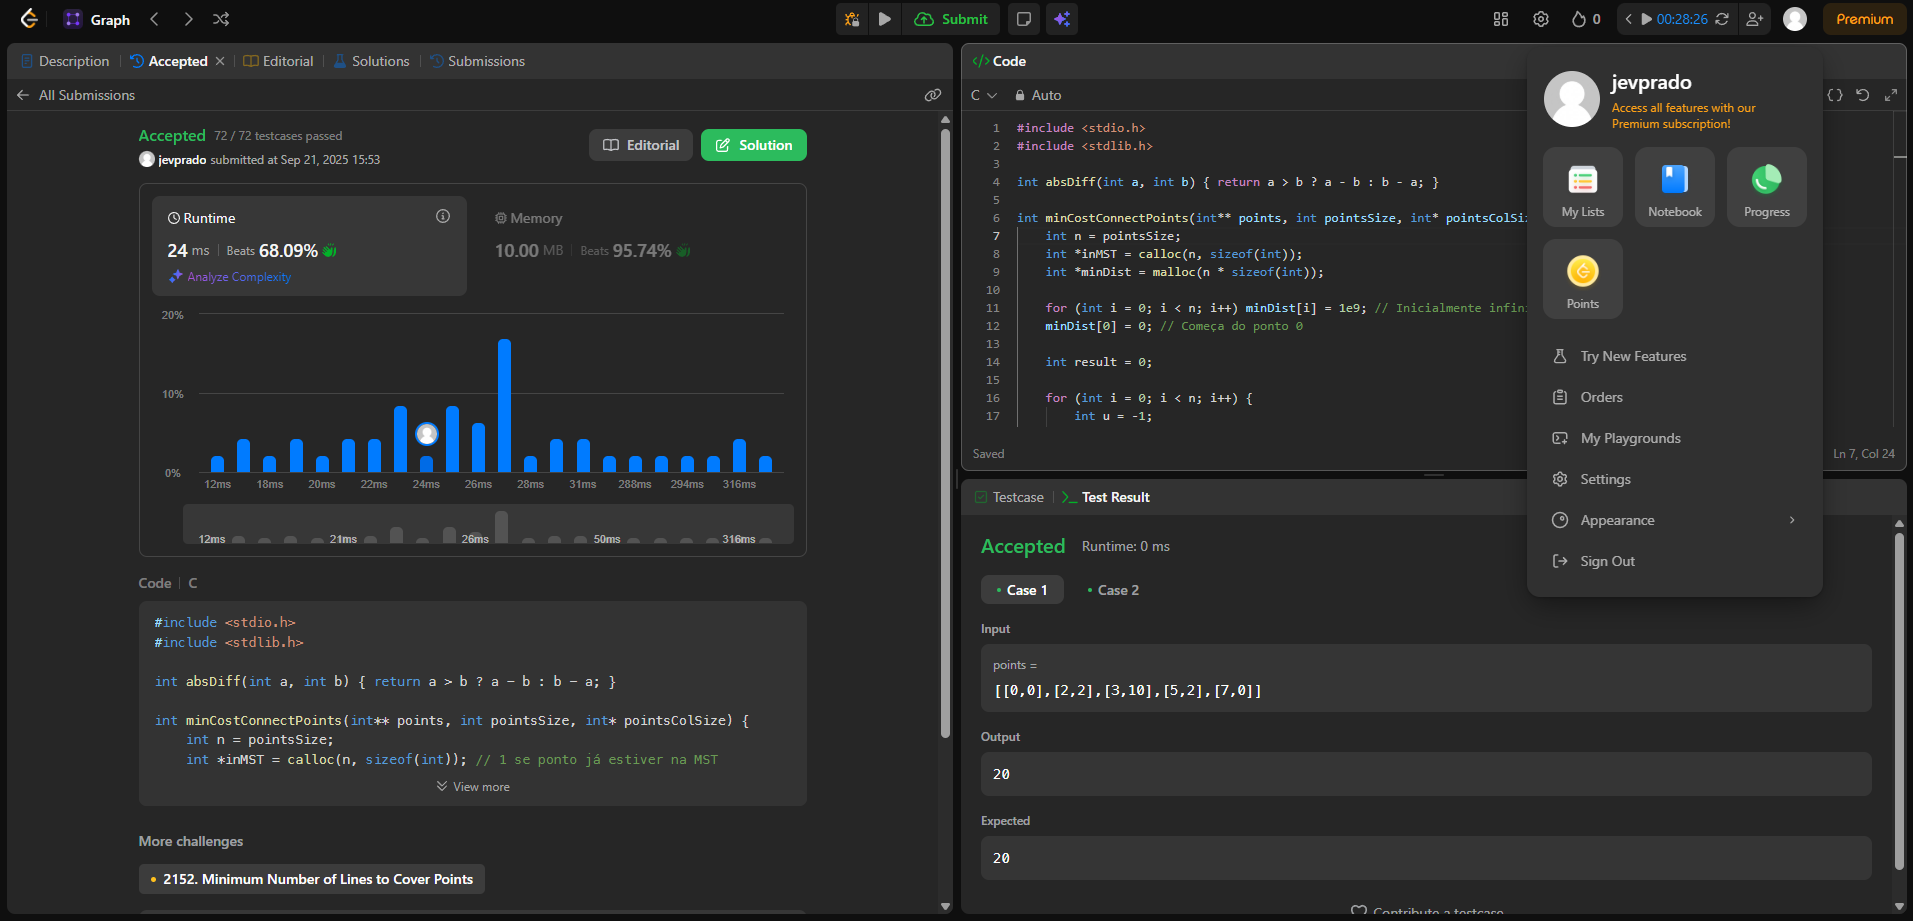 Graph
Submit
0
00:28:26
Premium
Description
Accepted
Editorial
Solutions
Submissions
All Submissions
Accepted 72 / 72 testcases passed
jevprado submitted at Sep 21, 2025 15:53
Editorial
Solution
Runtime
24 ms | Beats 68.09%
Analyze Complexity
Memory
10.00 MB | Beats 95.74%
20%
10%
0%
12ms 18ms 20ms 22ms 24ms 26ms 28ms 31ms 288ms 294ms 316ms
12ms 21ms 26ms 50ms 316ms
Code | C
#include <stdio.h>
#include <stdlib.h>
int absDiff(int a, int b) { return a > b ? a - b : b - a; }
int minCostConnectPoints(int** points, int pointsSize, int* pointsColSize) {
int n = pointsSize;
int *inMST = calloc(n, sizeof(int)); // 1 se ponto já estiver na MST
View more
More challenges
2152. Minimum Number of Lines to Cover Points
</> Code
C
Auto
1 #include <stdio.h>
2 #include <stdlib.h>
3
4 int absDiff(int a, int b) { return a > b ? a - b : b - a; }
5
6 int minCostConnectPoints(int** points, int pointsSize, int* pointsColSiz
7 int n = pointsSize;
8 int *inMST = calloc(n, sizeof(int));
9 int *minDist = malloc(n * sizeof(int));
10
11 for (int i = 0; i < n; i++) minDist[i] = 1e9; // Inicialmente infini
12 minDist[0] = 0; // Começa do ponto 0
13
14 int result = 0;
15
16 for (int i = 0; i < n; i++) {
17 int u = -1;
Saved
Ln 7, Col 24
Testcase
Test Result
Accepted Runtime: 0 ms
Case 1
Case 2
Input
points =
[[0,0],[2,2],[3,10],[5,2],[7,0]]
Output
20
Expected
20
Contribute a testcase
jevprado
Access all features with our
Premium subscription!
My Lists
Notebook
Progress
Points
Try New Features
Orders
My Playgrounds
Settings
Appearance
Sign Out